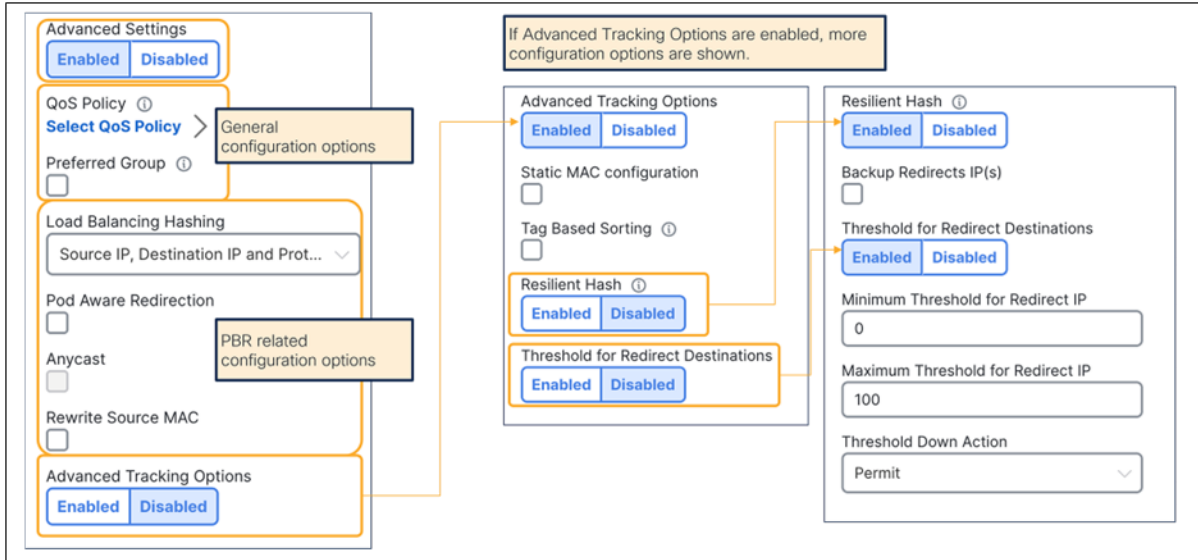 Advanced Settings
Enabled Disabled
QoS Policy
Select QoS Policy
Preferred Group
General
configuration options
Load Balancing Hashing
Source IP, Destination IP and Prot...
Pod Aware Redirection
Anycast
PBR related
configuration options
Rewrite Source MAC
Advanced Tracking Options
Enabled Disabled
If Advanced Tracking Options are enabled, more
configuration options are shown.
Advanced Tracking Options
Enabled Disabled
Static MAC configuration
Tag Based Sorting
Resilient Hash
Enabled Disabled
Threshold for Redirect Destinations
Enabled Disabled
Resilient Hash
Enabled Disabled
Backup Redirects IP(s)
Threshold for Redirect Destinations
Enabled Disabled
Minimum Threshold for Redirect IP
0
Maximum Threshold for Redirect IP
100
Threshold Down Action
Permit